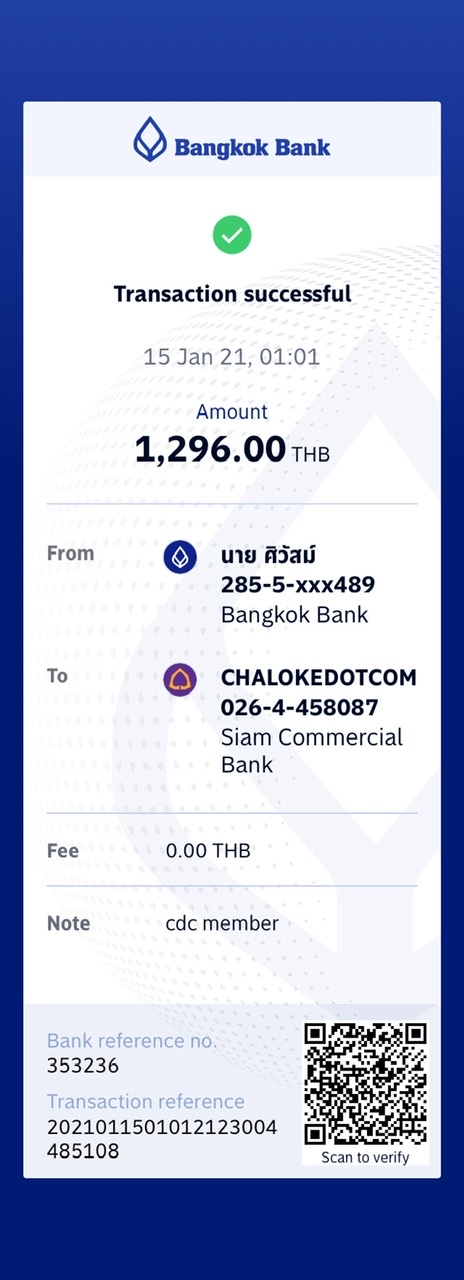 Bangkok Bank
Transaction successful
15 Jan 21, 01:01
Amount
1,296.00 THB
From
นาย ศิวัสม์
285-5-xxx489
Bangkok Bank
To
CHALOKEDOTCOM
026-4-458087
Siam Commercial
Bank
Fee
0.00 THB
Note
cdc member
Bank reference no.
353236
Transaction reference
2021011501012123004
485108
Scan to verify